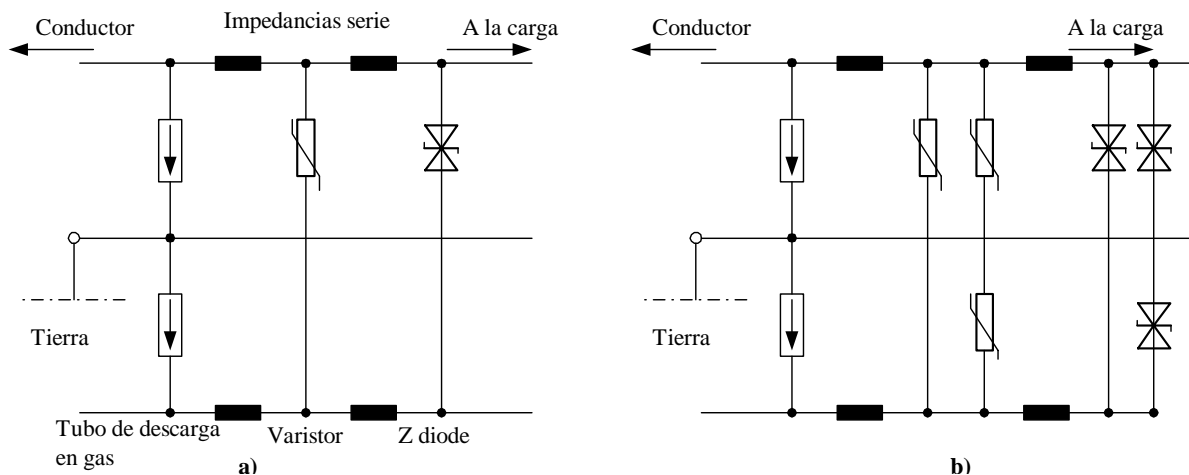 Conductor
Impedancias serie
A la carga
Tierra
Tubo de descarga
en gas
Varistor
Z diode
a)
Conductor
A la carga
Tierra
b)